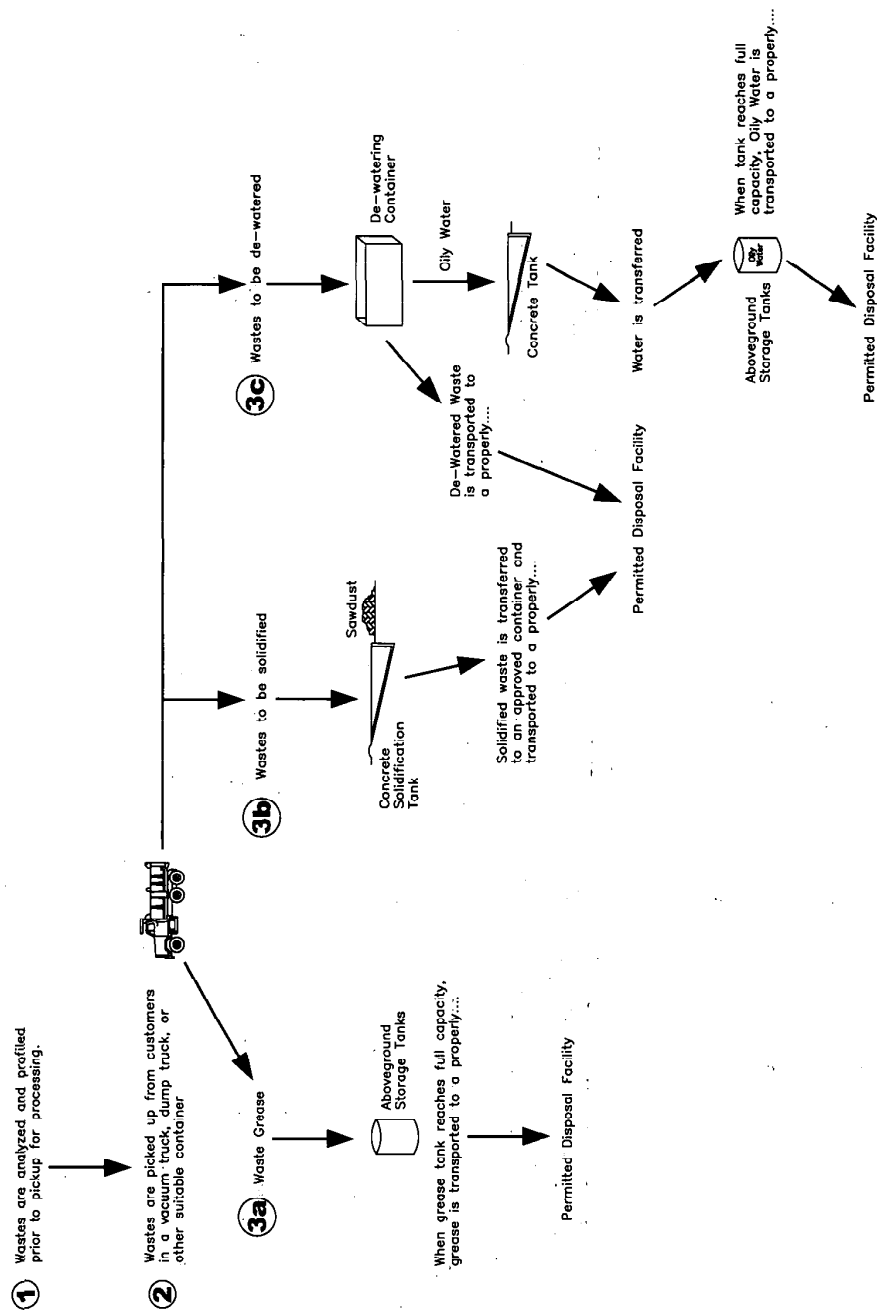 1
Wastes are analyzed and profiled
prior to pickup for processing.
2
Wastes are picked up from customers
in a vacuum truck, dump truck, or
other suitable container
3a
Waste Grease
Aboveground
Storage Tanks
When grease tank reaches full capacity,
grease is transported to a properly....
Permitted Disposal Facility
3b
Wastes to be solidified
Sawdust
Concrete
Solidification
Tank
Solidified waste is transferred
to an approved container and
transported to a properly....
Permitted Disposal Facility
3c
Wastes to be de-watered
De-watering
Container
De-Watered Waste
is transported to
a properly....
Oily Water
Concrete Tank
Water is transferred
Aboveground
Storage Tanks
Oily
Water
When tank reaches full
capacity, Oily Water is
transported to a properly....
Permitted Disposal Facility